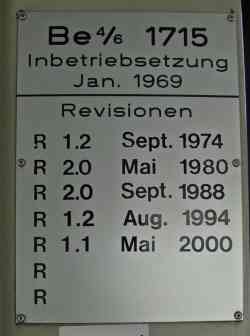 Be 4/6 1715
Inbetriebsetzung
Jan. 1969
Revisionen
R 1.2 Sept. 1974
R 2.0 Mai 1980
R 2.0 Sept. 1988
R 1.2 Aug. 1994
R 1.1 Mai 2000
R
R